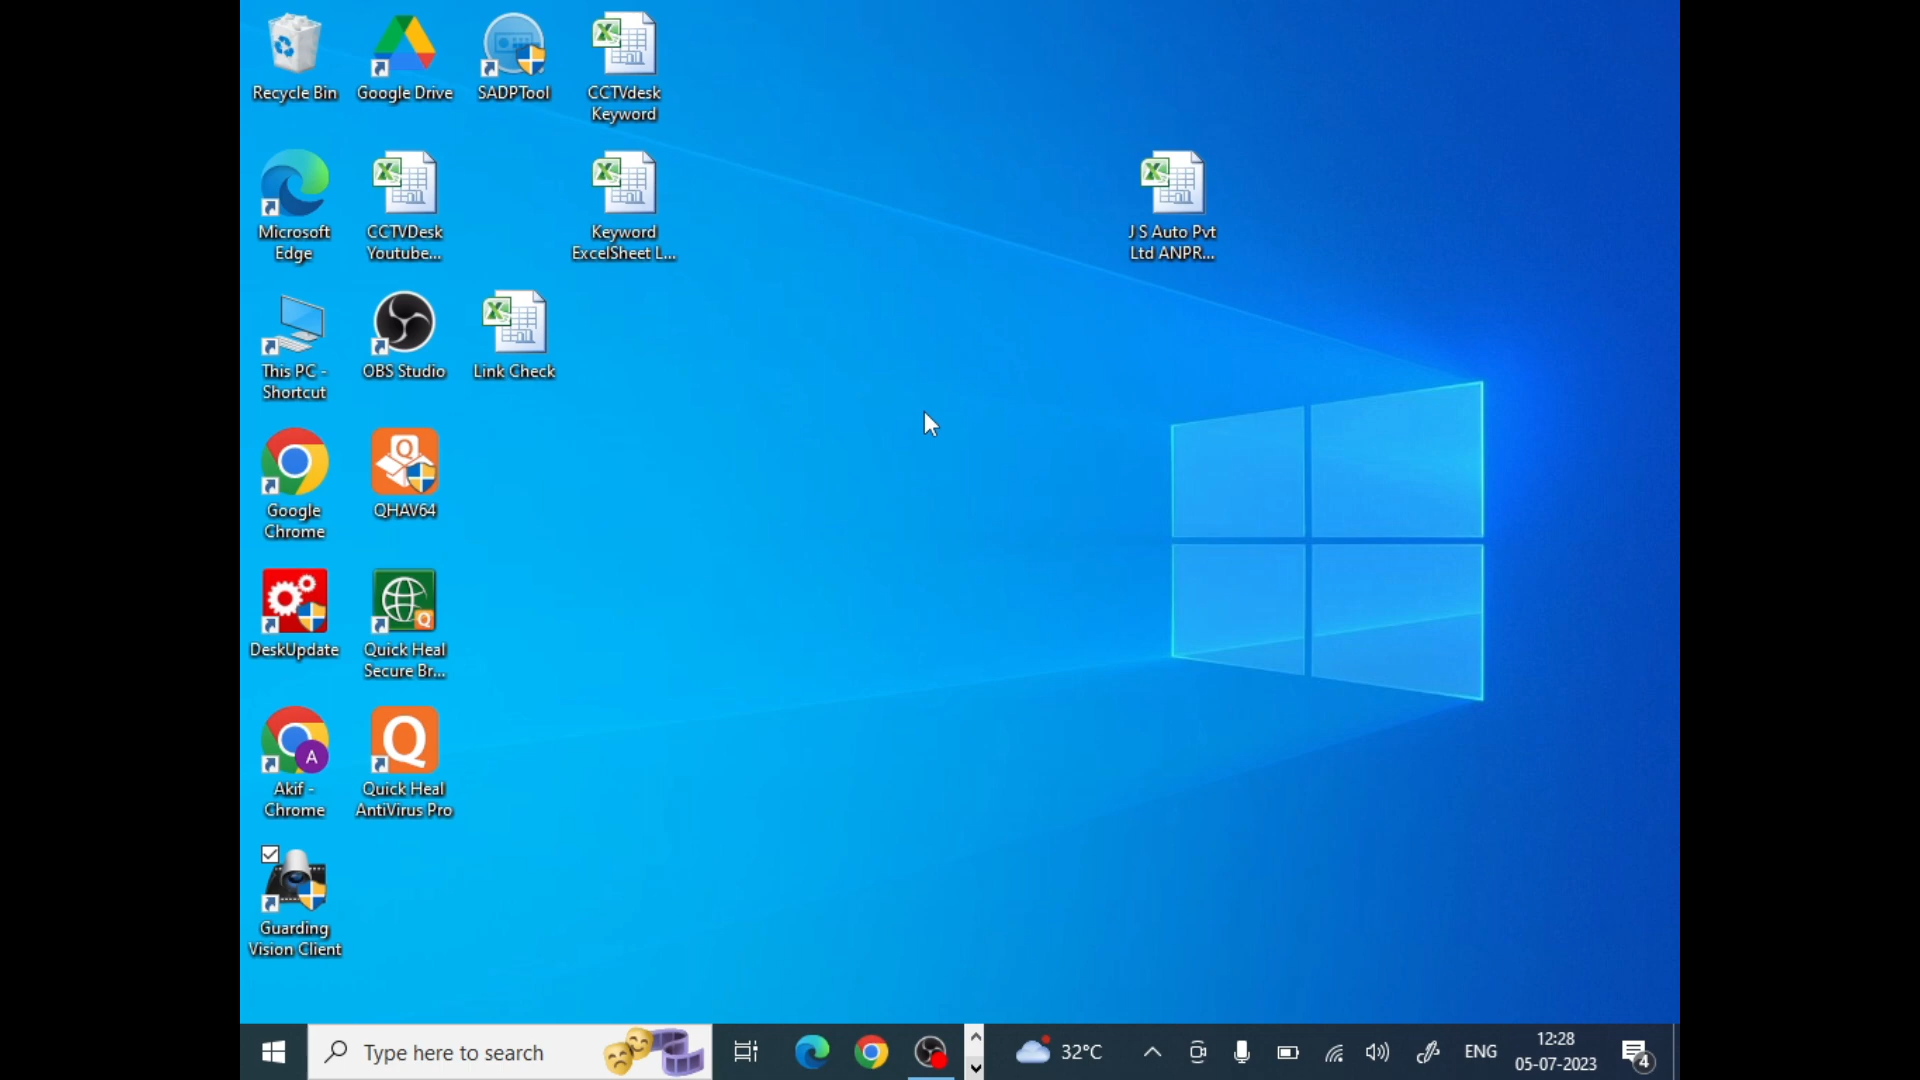 Recycle Bin
Google Drive
SADPTool
CCTVdesk
Keyword
Microsoft
Edge
CCTVDesk
Youtube...
Keyword
ExcelSheet L...
J S Auto Pvt
Ltd ANPR...
This PC -
Shortcut
OBS Studio
Link Check
Google
Chrome
QHAV64
DeskUpdate
Quick Heal
Secure Br...
A
Akif -
Chrome
Quick Heal
AntiVirus Pro
Guarding
Vision Client
Type here to search
32°C
ENG
12:28
05-07-2023
4